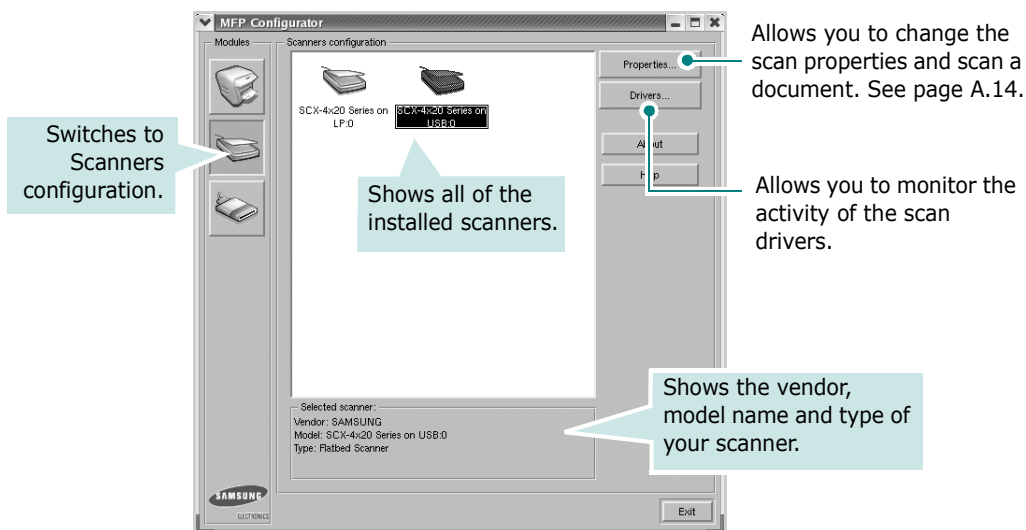 MFP Configurator
Modules
Scanners configuration
SCX-4x20 Series on
LP:0
SCX-4x20 Series on
USB:0
Properties...
Drivers...
About
Help
Allows you to change the
scan properties and scan a
document. See page A.14.
Switches to
Scanners
configuration.
Shows all of the
installed scanners.
Allows you to monitor the
activity of the scan
drivers.
Shows the vendor,
model name and type of
your scanner.
Selected scanner:
Vendor: SAMSUNG
Model: SCX-4x20 Series on USB:0
Type: Flatbed Scanner
SAMSUNG
ELECTRONICS
Exit